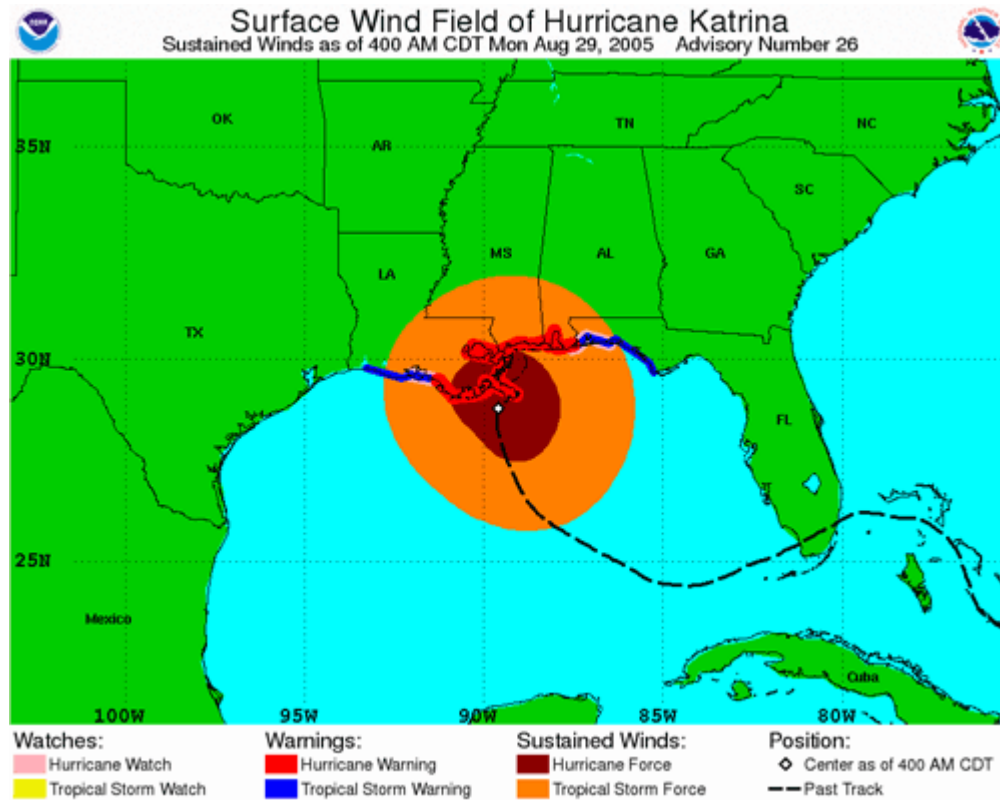 Surface Wind Field of Hurricane Katrina
Sustained Winds as of 400 AM CDT Mon Aug 29, 2005 Advisory Number 26
OK
TN
NC
AR
35N
SC
MS
AL
GA
LA
TX
30N
FL
25N
Mexico
Cuba
100W 95W 90W 85W 80W
Watches: Warnings: Sustained Winds: Position:
Hurricane Watch Hurricane Warning Hurricane Force Center as of 400 AM CDT
Tropical Storm Watch Tropical Storm Warning Tropical Storm Force Past Track